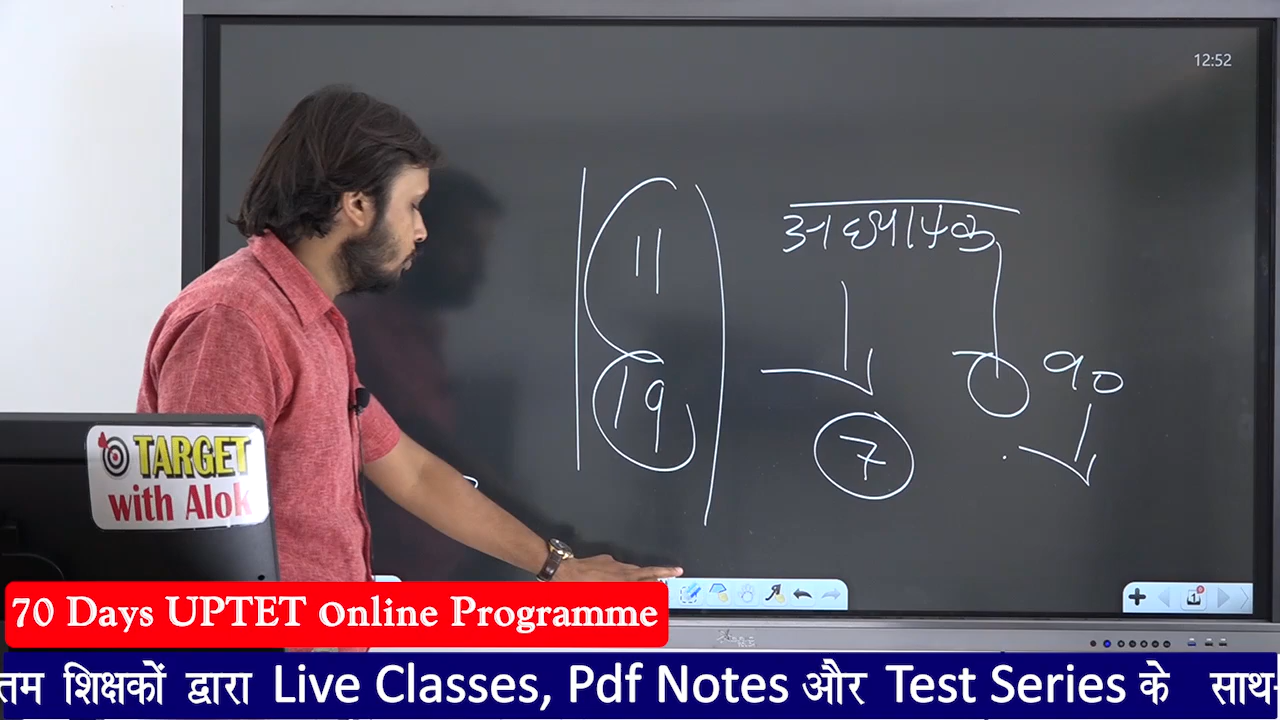 12:52
अध्यापक
11
19
90
7
TARGET
with Alok
70 Days UPTET Online Programme
तम शिक्षकों द्वारा Live Classes, Pdf Notes और Test Series के साथ-